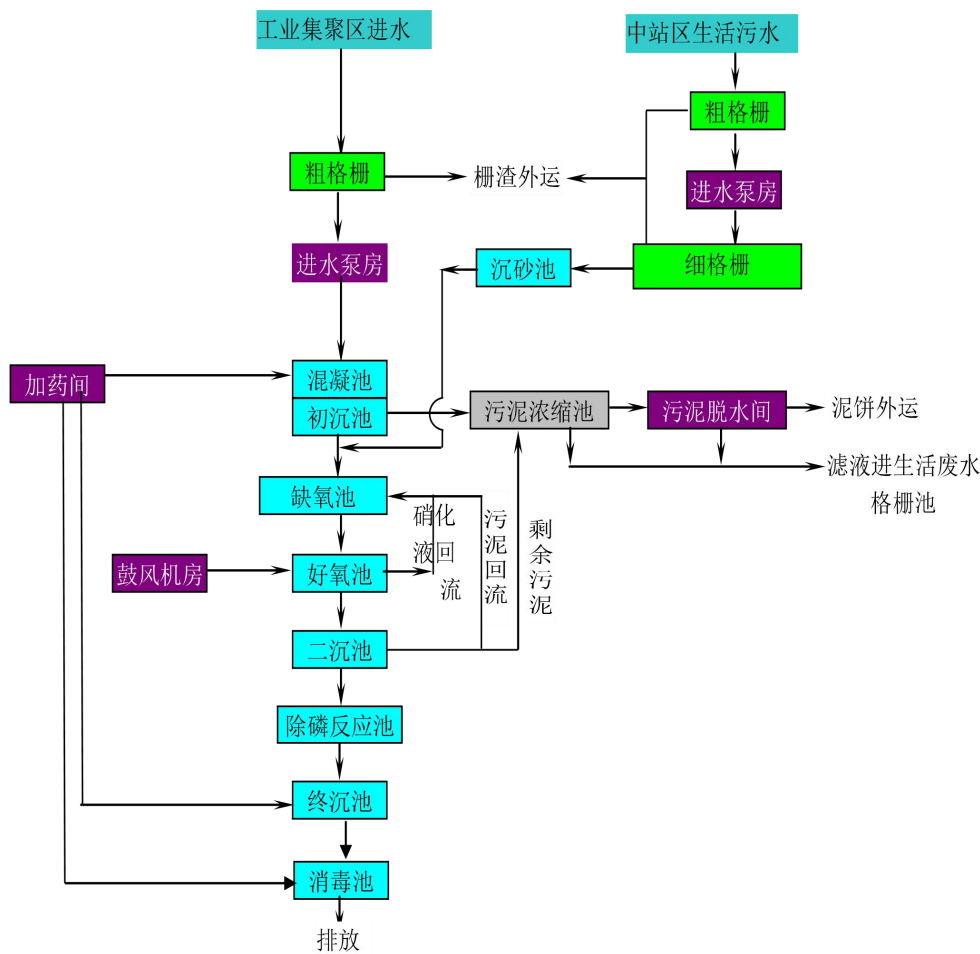 工业集聚区进水
中站区生活污水
粗格栅
粗格栅
栅渣外运
进水泵房
进水泵房
沉砂池
细格栅
混凝池
加药间
初沉池
污泥浓缩池
污泥脱水间
泥饼外运
滤液进生活废水
格栅池
缺氧池
硝化
液回
流
污泥回流
剩余污泥
鼓风机房
好氧池
二沉池
除磷反应池
终沉池
消毒池
排放